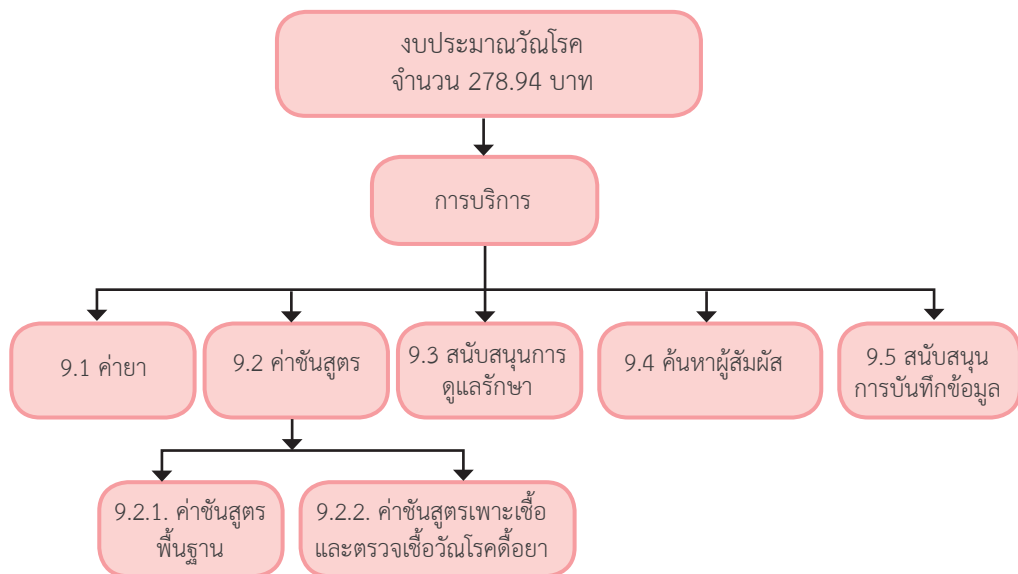 งบประมาณวัณโรค
จำนวน 278.94 บาท
การบริการ
9.1 ค่ายา
9.2 ค่าชันสูตร
9.3 สนับสนุนการ
ดูแลรักษา
9.4 ค้นหาผู้สัมผัส
9.5 สนับสนุน
การบันทึกข้อมูล
9.2.1. ค่าชันสูตร
พื้นฐาน
9.2.2. ค่าชันสูตรเพาะเชื้อ
และตรวจเชื้อวัณโรคดื้อยา